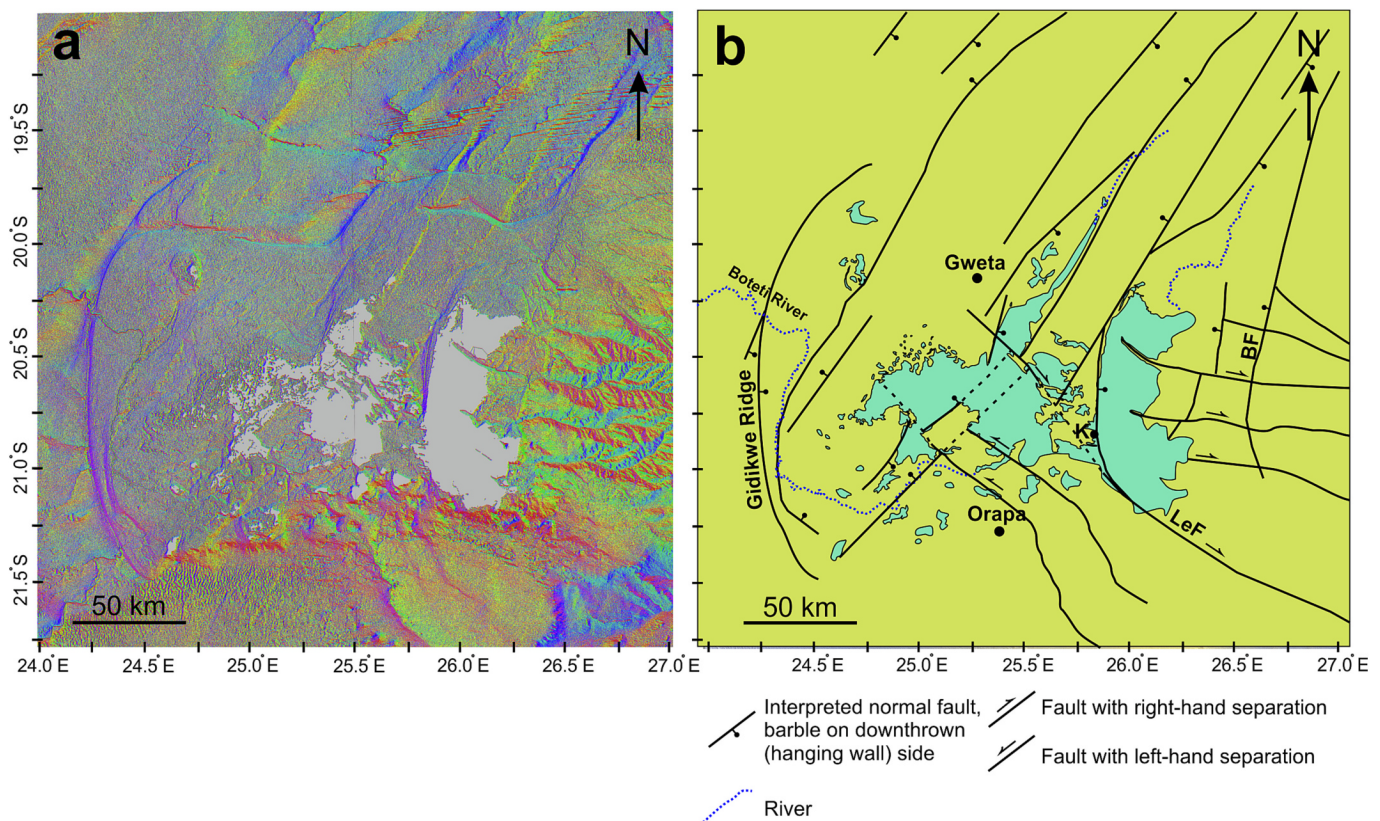 a
N
19.5°S
20.0°S
20.5°S
21.0°S
21.5°S
50 km
24.0°E
24.5°E
25.0°E
25.5°E
26.0°E
26.5°E
27.0°E
b
N
Gweta
Boteti River
Gidikwe Ridge
BF
K
Orapa
LeF
50 km
24.5°E
25.0°E
25.5°E
26.0°E
26.5°E
27.0°E
Interpreted normal fault,
barble on downthrown
(hanging wall) side
Fault with right-hand separation
Fault with left-hand separation
River